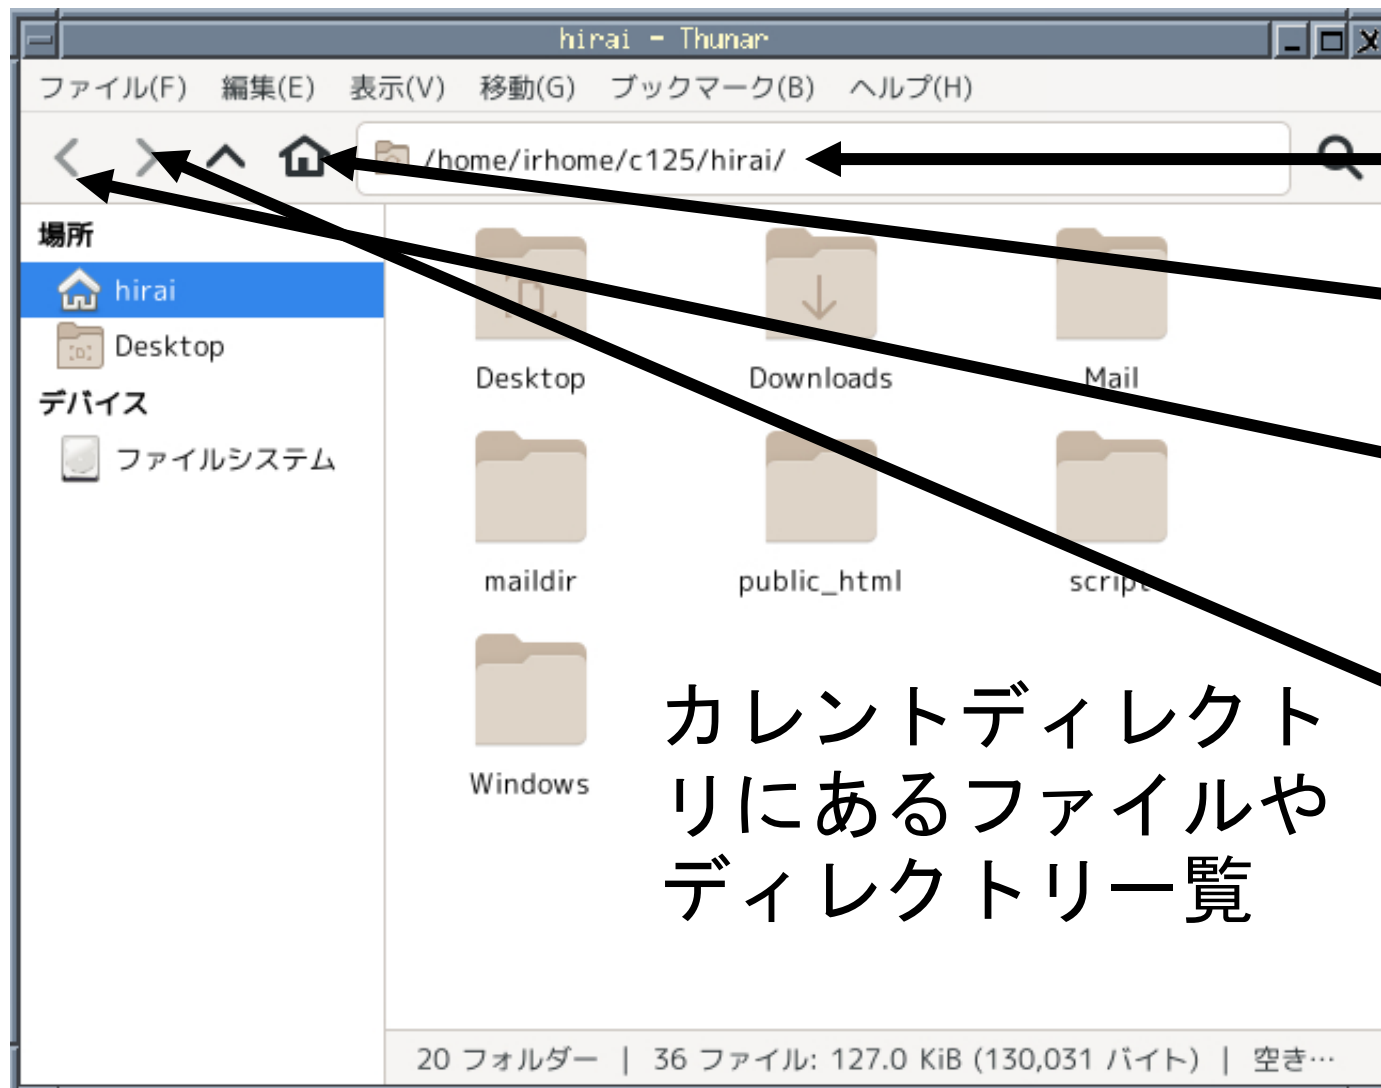 hirai - Thunar
ファイル(F) 編集(E) 表示(V) 移動(G) ブックマーク(B) ヘルプ(H)
/home/irhome/c125/hirai/
場所
hirai
Desktop
デバイス
ファイルシステム
Desktop Downloads Mail
maildir public_html script
Windows
カレントディレクト
リにあるファイルや
ディレクトリ一覧
20 フォルダー | 36 ファイル: 127.0 KiB (130,031 バイト) | 空き…